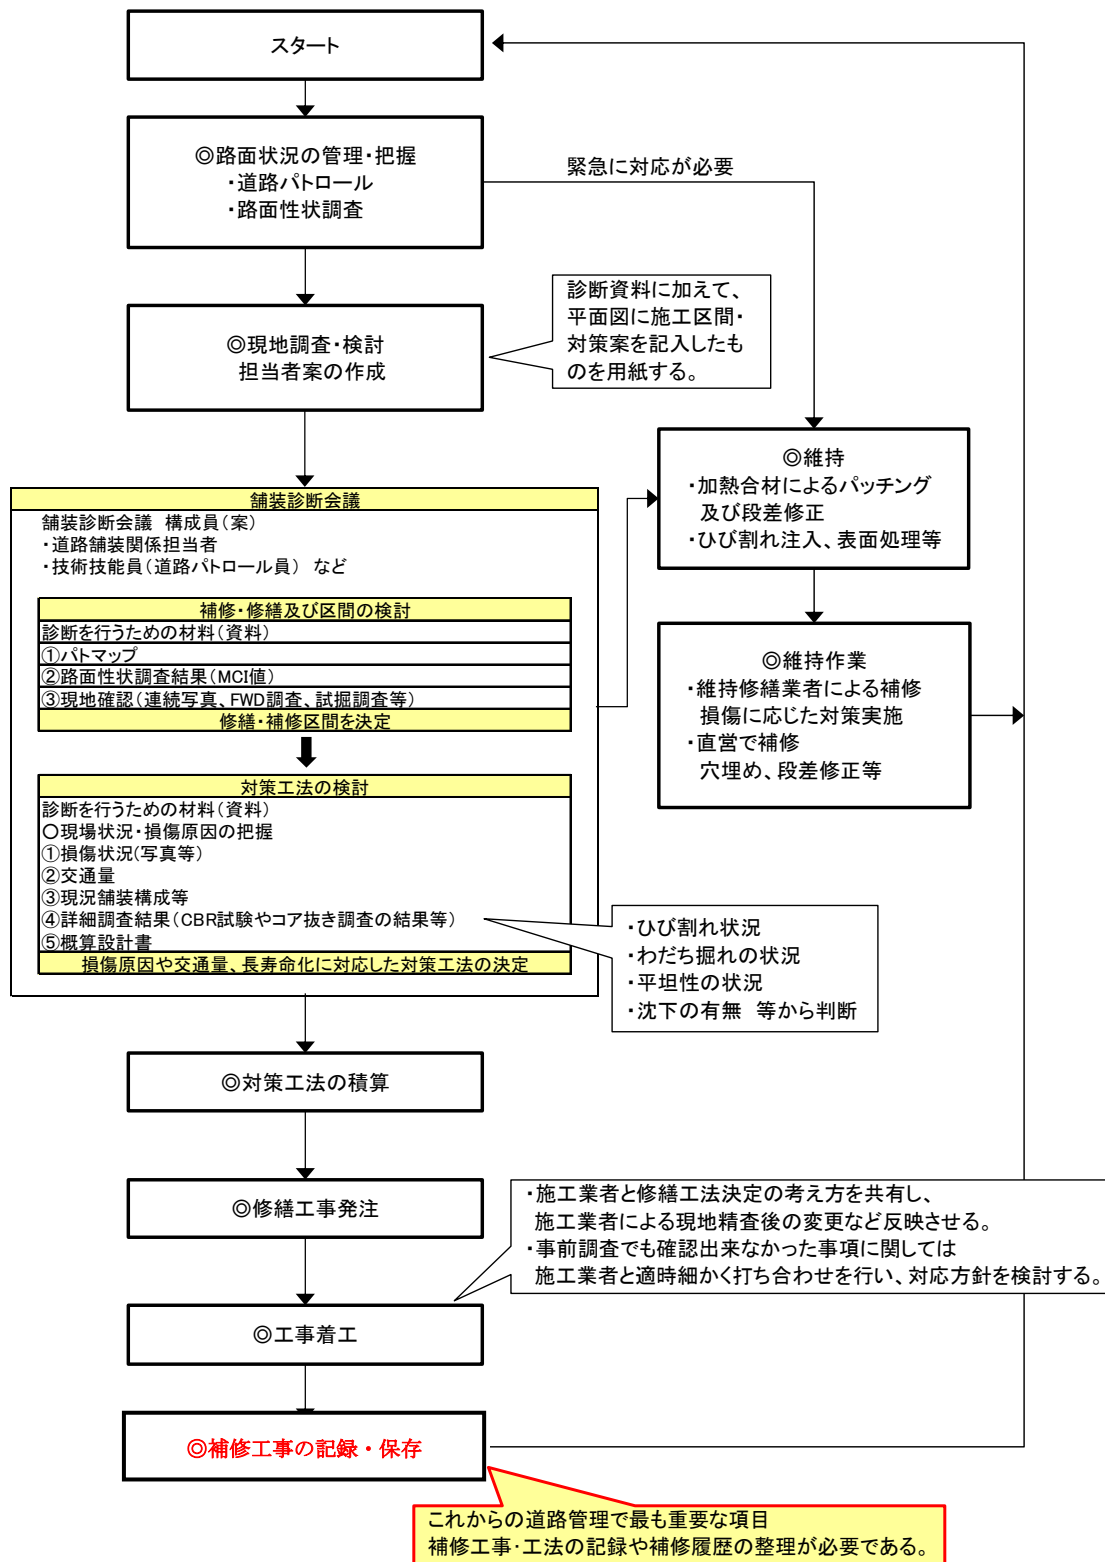 スタート
◎路面状況の管理・把握
・道路パトロール
・路面性状調査
緊急に対応が必要
診断資料に加えて、
平面図に施工区間・
対策案を記入したも
のを用紙する。
◎現地調査・検討
担当者案の作成
◎維持
・加熱合材によるパッチング
及び段差修正
・ひび割れ注入、表面処理等
舗装診断会議
舗装診断会議 構成員（案）
・道路舗装関係担当者
・技術技能員（道路パトロール員） など
補修・修繕及び区間の検討
診断を行うための材料（資料）
①パトマップ
②路面性状調査結果（MCI値）
③現地確認（連続写真、FWD調査、試掘調査等）
修繕・補修区間を決定
◎維持作業
・維持修繕業者による補修
損傷に応じた対策実施
・直営で補修
穴埋め、段差修正等
対策工法の検討
診断を行うための材料（資料）
〇現場状況・損傷原因の把握
①損傷状況(写真等）
②交通量
③現況舗装構成等
④詳細調査結果（CBR試験やコア抜き調査の結果等）
⑤概算設計書
損傷原因や交通量、長寿命化に対応した対策工法の決定
・ひび割れ状況
・わだち掘れの状況
・平坦性の状況
・沈下の有無 等から判断
◎対策工法の積算
◎修繕工事発注
・施工業者と修繕工法決定の考え方を共有し、
施工業者による現地精査後の変更など反映させる。
・事前調査でも確認出来なかった事項に関しては
施工業者と適時細かく打ち合わせを行い、対応方針を検討する。
◎工事着工
◎補修工事の記録・保存
これからの道路管理で最も重要な項目
補修工事・工法の記録や補修履歴の整理が必要である。